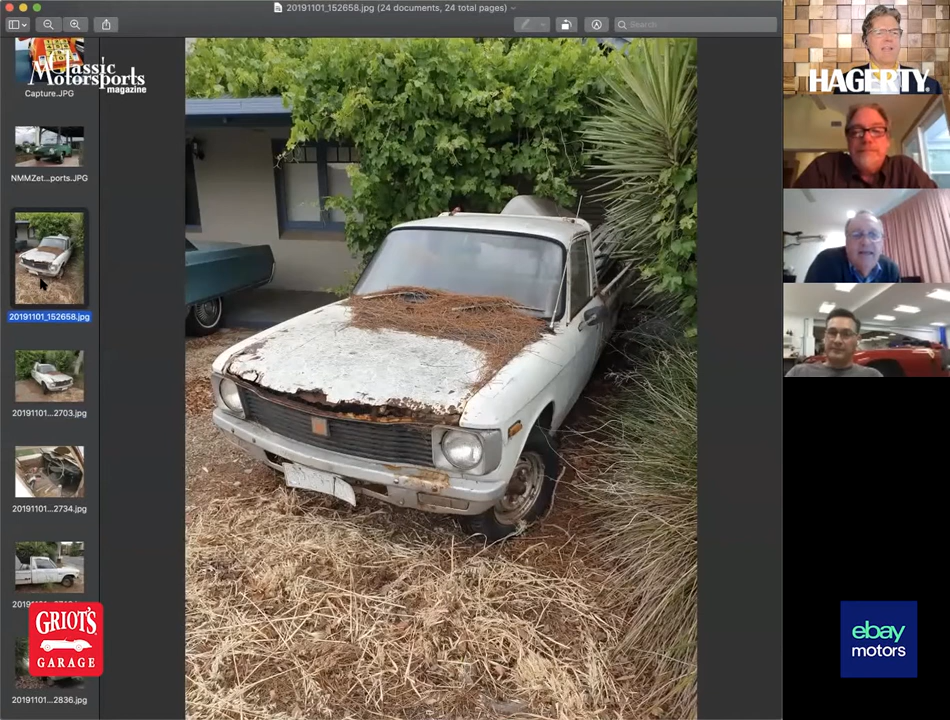 20191101_152658.jpg (24 documents, 24 total pages)
Search
Classic
Motorsports
magazine
Capture.JPG
NMMZet...ports.JPG
20191101_152658.jpg
20191101...2703.jpg
20191101...2734.jpg
20191101...2836.jpg
GRIOT'S
GARAGE
HAGERTY.
ebay
motors